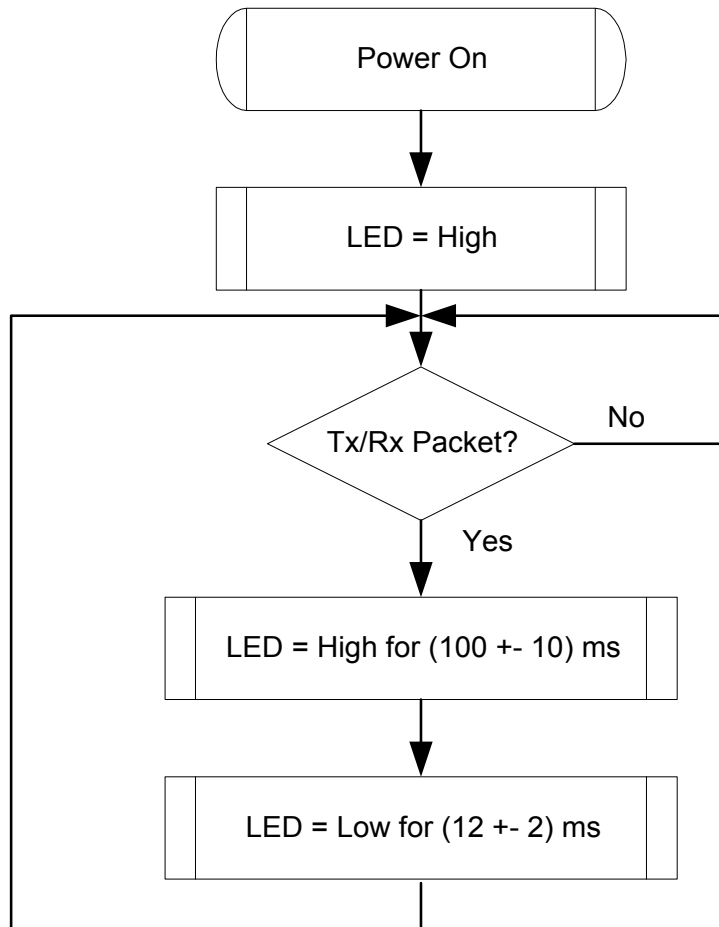 Power On
LED = High
Tx/Rx Packet?
No
Yes
LED = High for (100 +- 10) ms
LED = Low for (12 +- 2) ms